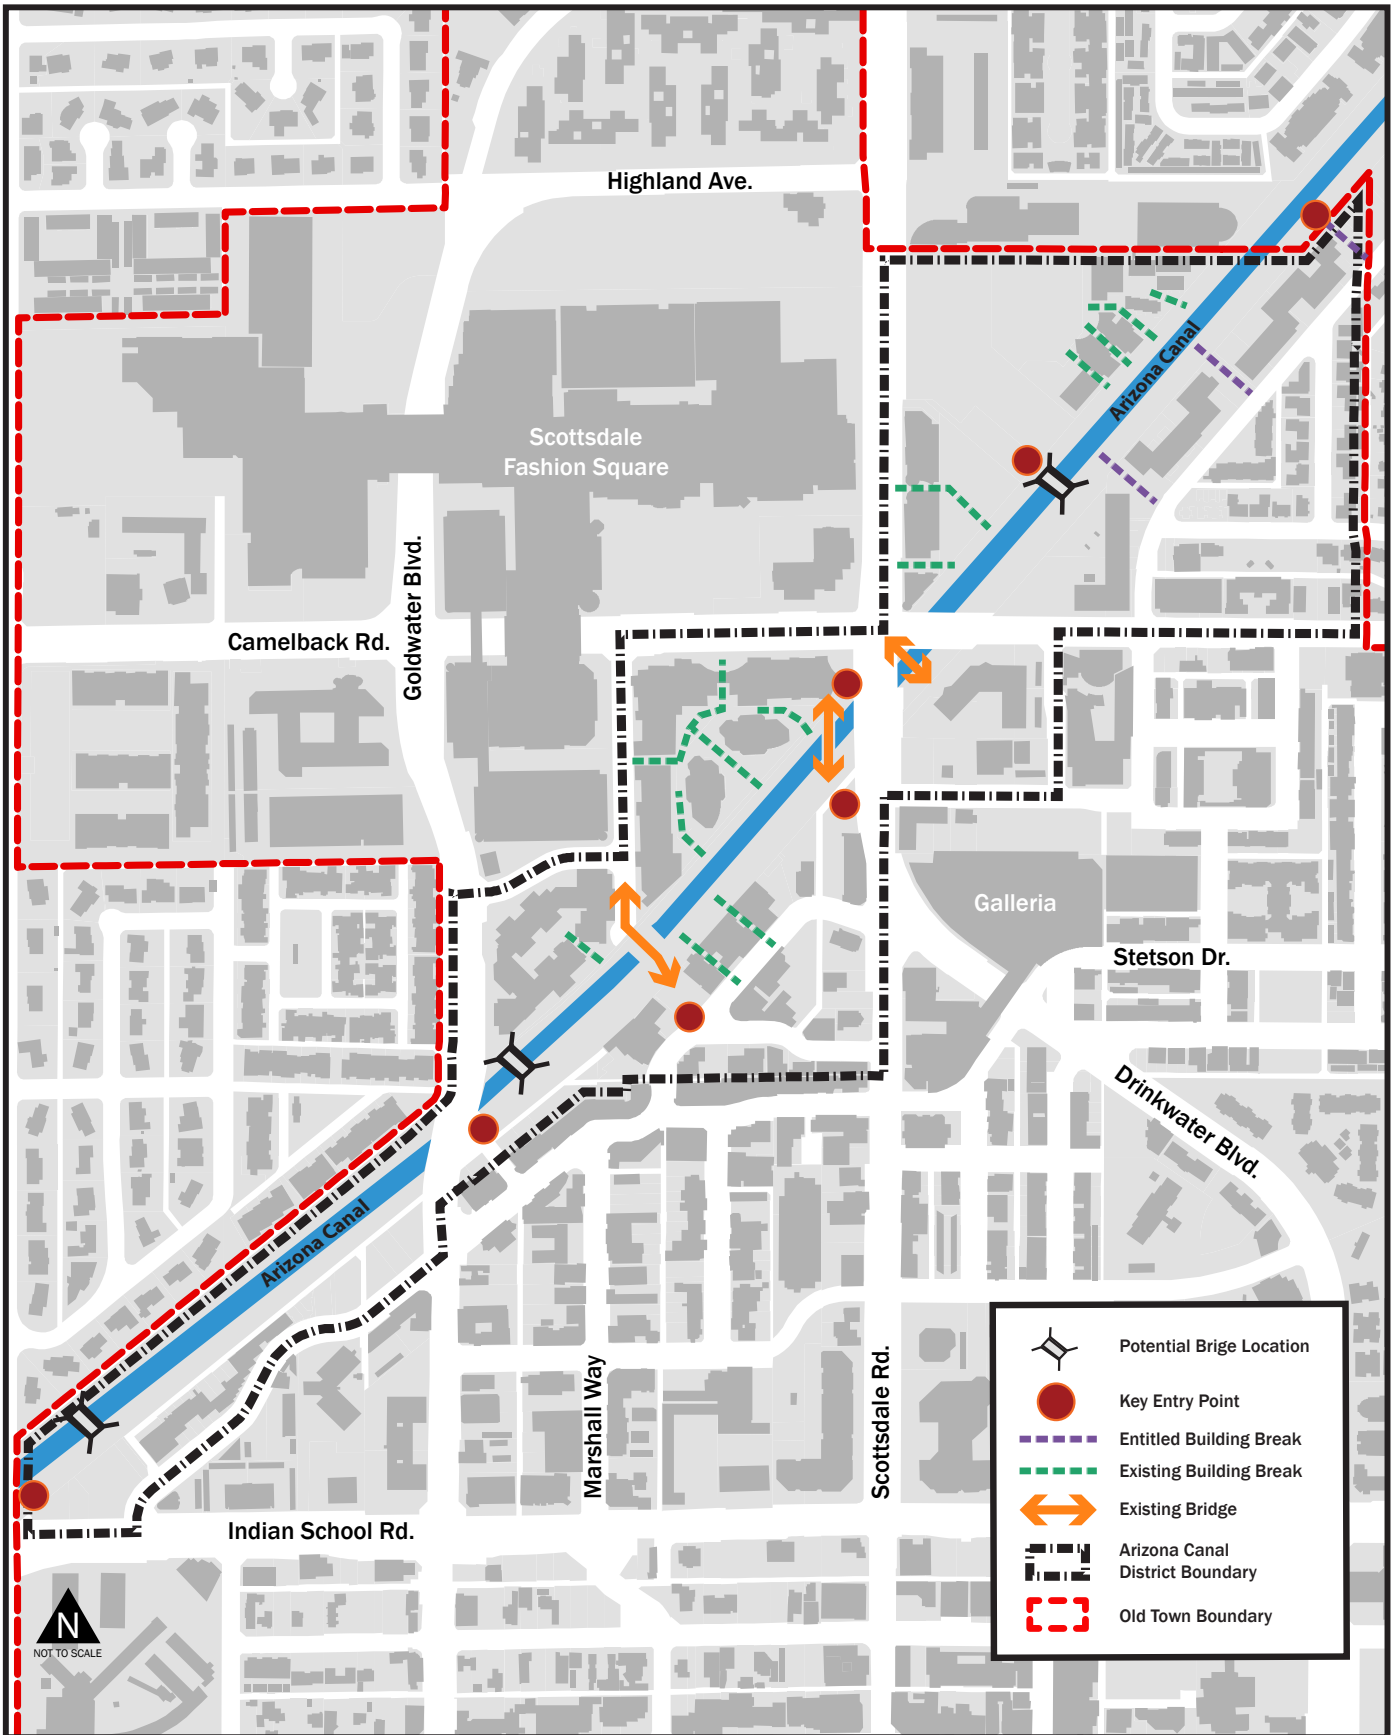 Highland Ave.
Arizona Canal
Scottsdale
Fashion Square
Goldwater Blvd.
Camelback Rd.
Galleria
Stetson Dr.
Drinkwater Blvd.
Arizona Canal
Marshall Way
Scottsdale Rd.
Indian School Rd.
Potential Brige Location
Key Entry Point
Entitled Building Break
Existing Building Break
Existing Bridge
Arizona Canal
District Boundary
Old Town Boundary
N
NOT TO SCALE